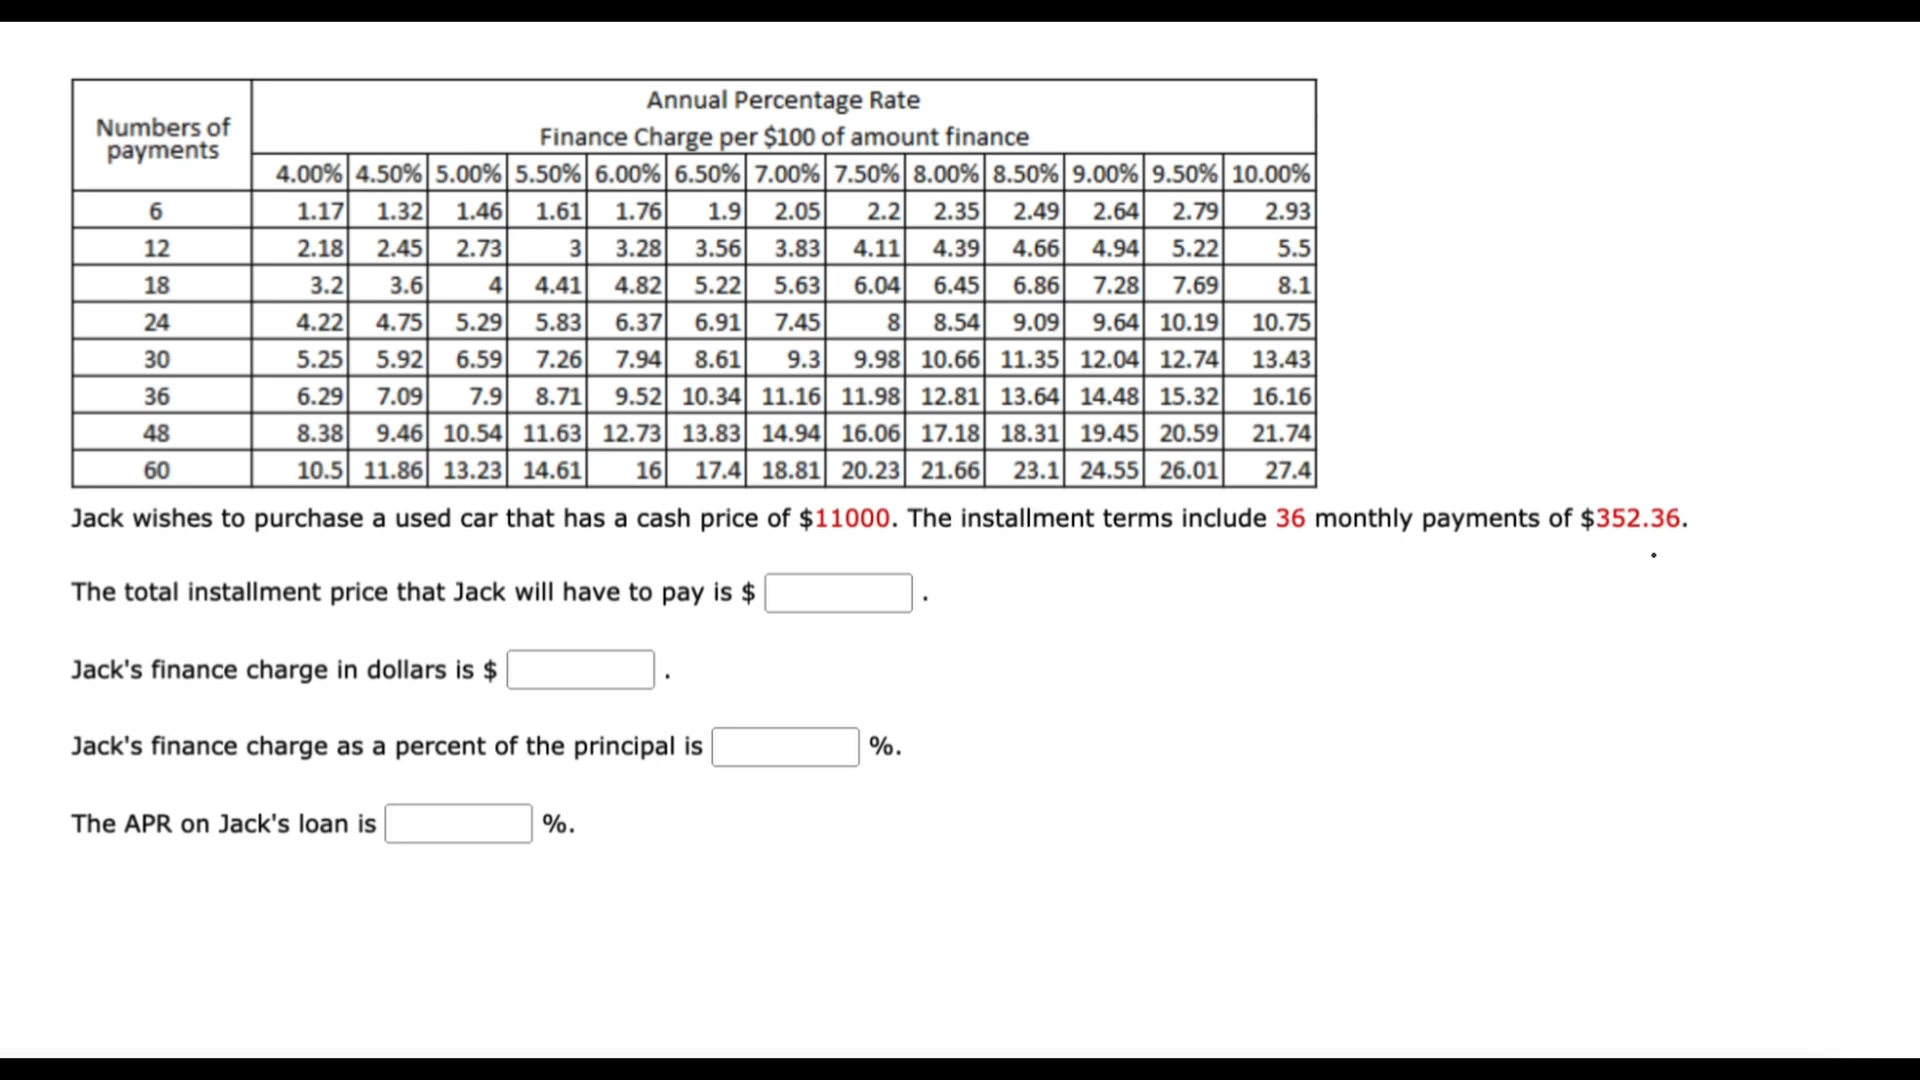 Annual Percentage Rate
Numbers of payments
Finance Charge per $100 of amount finance
4.00% 4.50% 5.00% 5.50% 6.00% 6.50% 7.00% 7.50% 8.00% 8.50% 9.00% 9.50% 10.00%
6 1.17 1.32 1.46 1.61 1.76 1.9 2.05 2.2 2.35 2.49 2.64 2.79 2.93
12 2.18 2.45 2.73 3 3.28 3.56 3.83 4.11 4.39 4.66 4.94 5.22 5.5
18 3.2 3.6 4 4.41 4.82 5.22 5.63 6.04 6.45 6.86 7.28 7.69 8.1
24 4.22 4.75 5.29 5.83 6.37 6.91 7.45 8 8.54 9.09 9.64 10.19 10.75
30 5.25 5.92 6.59 7.26 7.94 8.61 9.3 9.98 10.66 11.35 12.04 12.74 13.43
36 6.29 7.09 7.9 8.71 9.52 10.34 11.16 11.98 12.81 13.64 14.48 15.32 16.16
48 8.38 9.46 10.54 11.63 12.73 13.83 14.94 16.06 17.18 18.31 19.45 20.59 21.74
60 10.5 11.86 13.23 14.61 16 17.4 18.81 20.23 21.66 23.1 24.55 26.01 27.4
Jack wishes to purchase a used car that has a cash price of $11000. The installment terms include 36 monthly payments of $352.36.
The total installment price that Jack will have to pay is $ .
Jack's finance charge in dollars is $ .
Jack's finance charge as a percent of the principal is %.
The APR on Jack's loan is %.